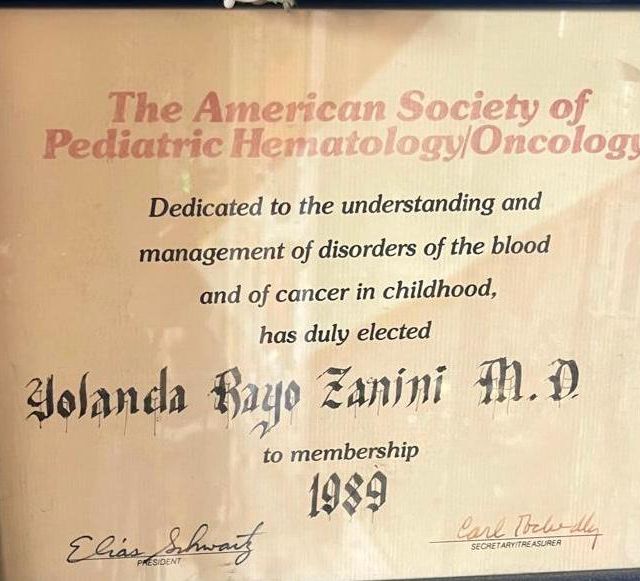 The American Society of
Pediatric Hematology/Oncology
Dedicated to the understanding and
management of disorders of the blood
and of cancer in childhood,
has duly elected
Yolanda Rayo Zanini M. D
to membership
1989
Elias Schwartz
PRESIDENT
Carl
SECRETARY/TREASURER